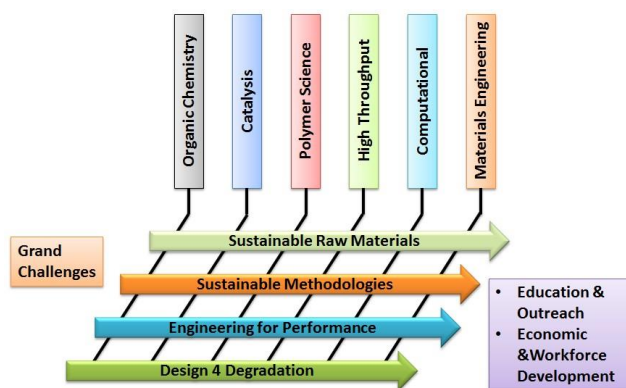 Organic Chemistry
Catalysis
Polymer Science
High Throughput
Computational
Materials Engineering
Grand
Challenges
Sustainable Raw Materials
Sustainable Methodologies
Engineering for Performance
Design 4 Degradation
• Education &
Outreach
• Economic
&Workforce
Development